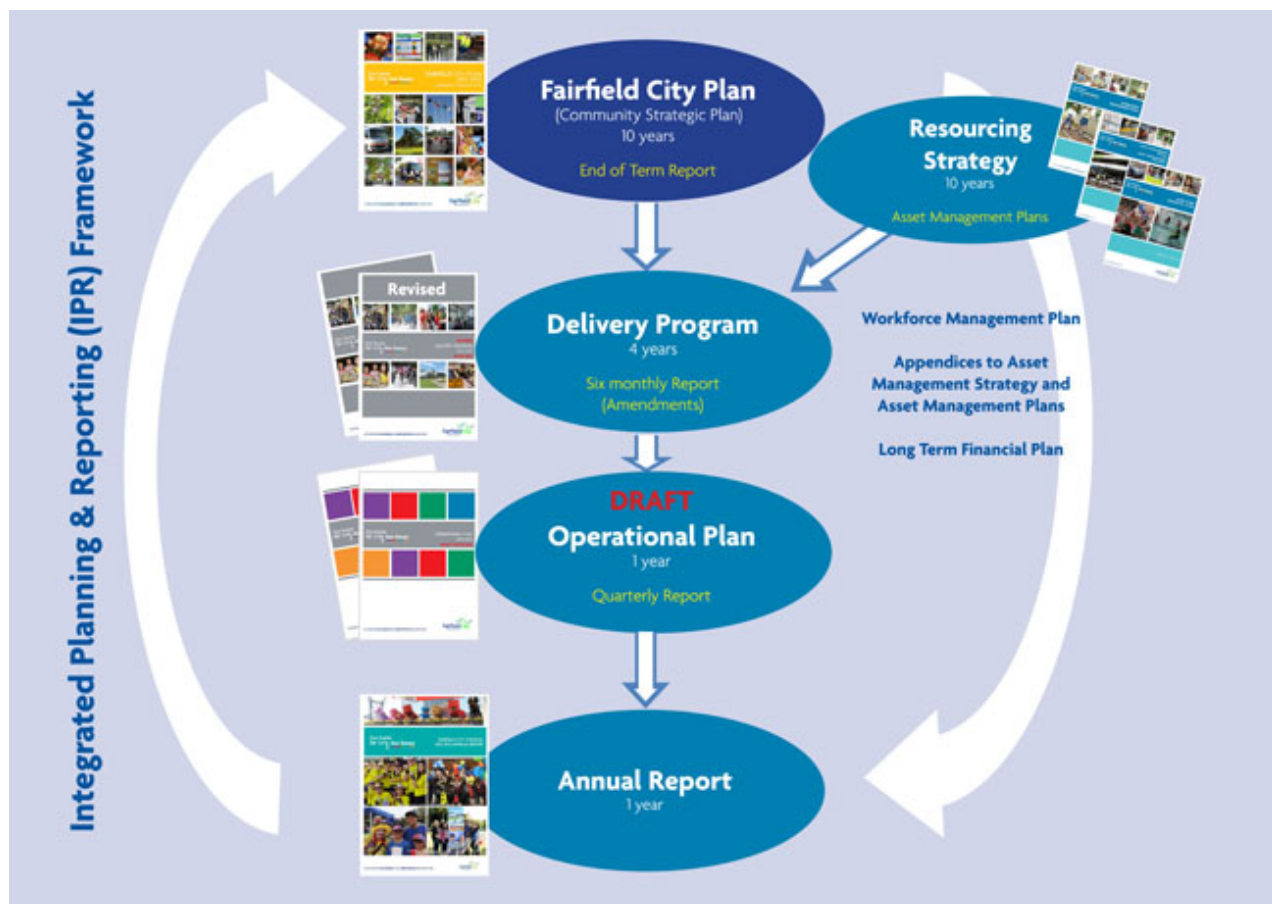 Integrated Planning & Reporting (IPR) Framework
Fairfield City Plan
(Community Strategic Plan)
10 years
End of Term Report
Resourcing
Strategy
10 years
Asset Management Plans
Revised
Delivery Program
4 years
Six monthly Report
(Amendments)
Workforce Management Plan
Appendices to Asset
Management Strategy and
Asset Management Plans
Long Term Financial Plan
DRAFT
Operational Plan
1 year
Quarterly Report
Annual Report
1 year